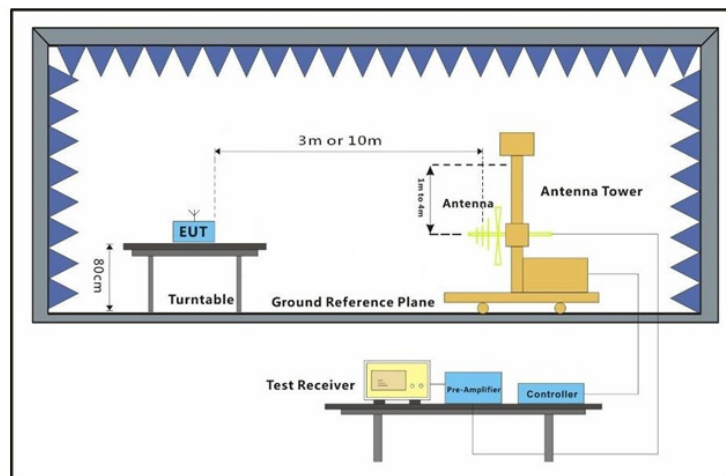 3m or 10m
1m to 4m
Antenna
Antenna Tower
EUT
80cm
Turntable
Ground Reference Plane
Test Receiver
Pre-Amplifier
Controller